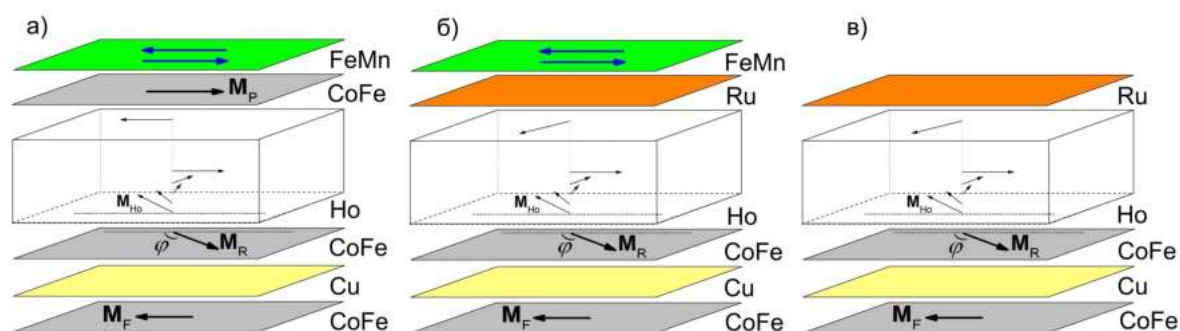 а)
FeMn
M_P
CoFe
M_Ho
Ho
φ
M_R
CoFe
Cu
M_F
CoFe
б)
FeMn
Ru
M_Ho
Ho
φ
M_R
CoFe
Cu
M_F
CoFe
в)
Ru
M_Ho
Ho
φ
M_R
CoFe
Cu
M_F
CoFe